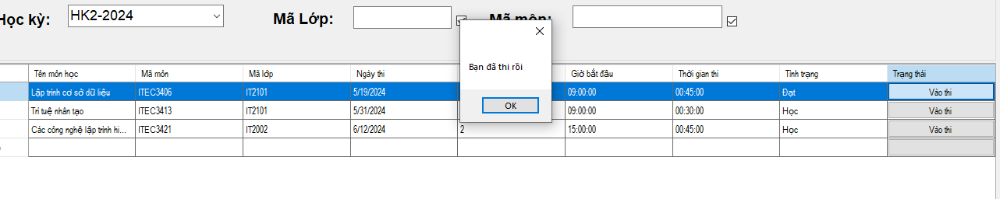 Học kỳ: HK2-2024 Mã Lớp: Mã môn:
Bạn đã thi rồi
OK
Tên môn học Mã môn Mã lớp Ngày thi Giờ bắt đầu Thời gian thi Tình trạng Trạng thái
Lập trình cơ sở dữ liệu ITEC3406 IT2101 5/19/2024 09:00:00 00:45:00 Đạt Vào thi
Trí tuệ nhân tạo ITEC3413 IT2101 5/31/2024 09:00:00 00:30:00 Học Vào thi
Các công nghệ lập trình hi... ITEC3421 IT2002 6/12/2024 2 15:00:00 00:45:00 Học Vào thi